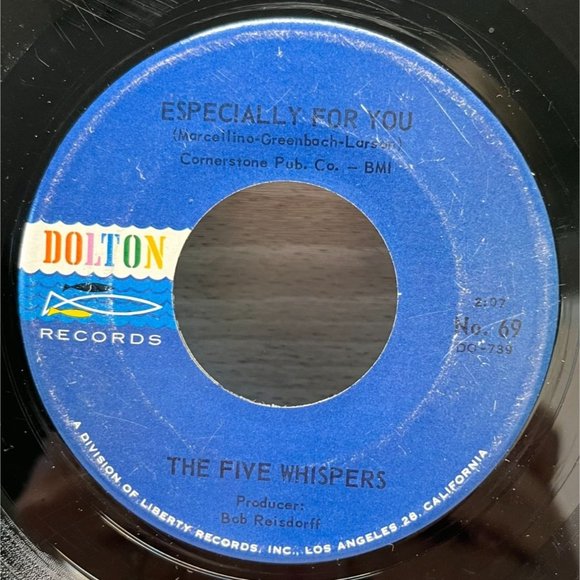 ESPECIALLY FOR YOU
(Marcellino-Greenbach-Larson)
Cornerstone Pub. Co. — BMI
DOLTON
RECORDS
2:07
No. 69
DO-739
THE FIVE WHISPERS
Producer:
Bob Reisdorff
A DIVISION OF LIBERTY RECORDS, INC., LOS ANGELES 28, CALIFORNIA